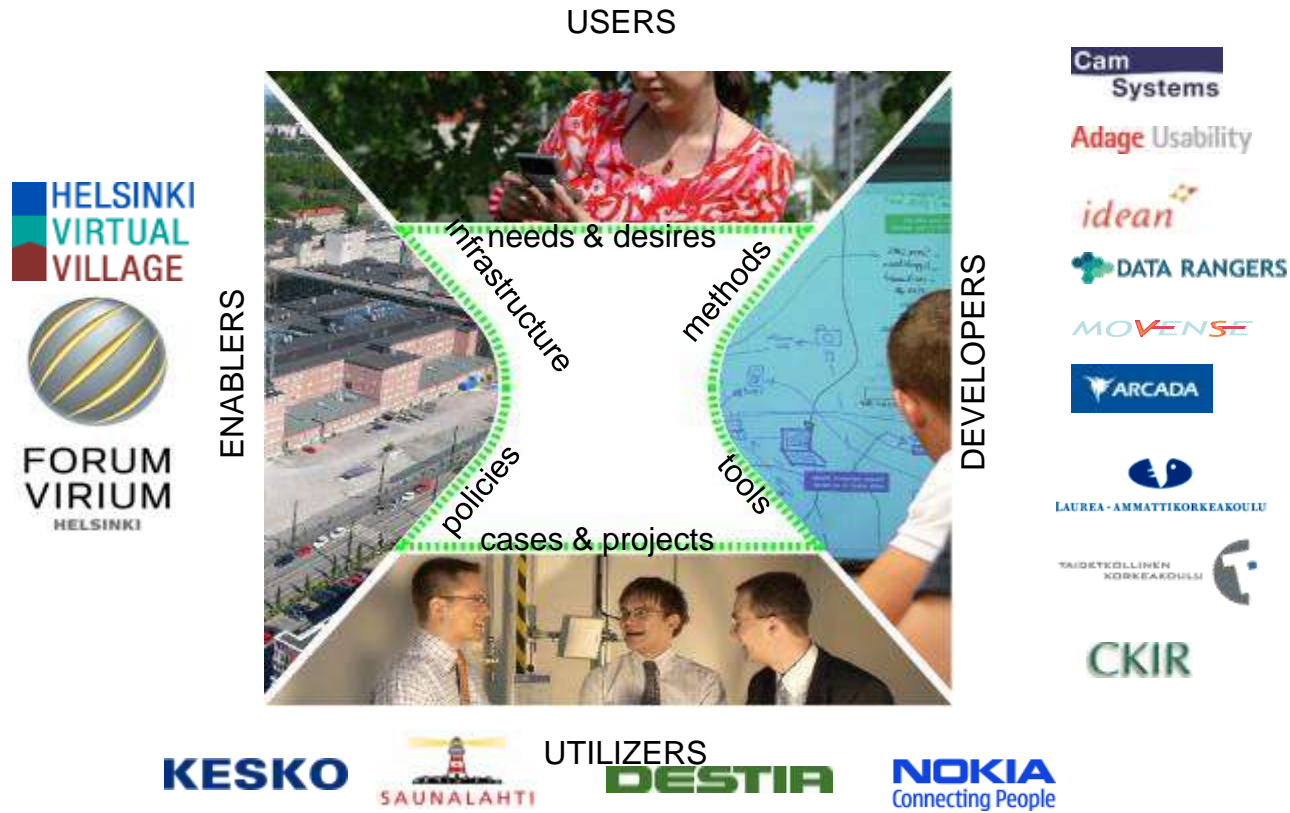 USERS
Cam
Systems
Adage Usability
idean
DATA RANGERS
MOVENSE
ARCADA
LAUREA - AMMATTIKORKEAKOULU
TAIDETEOLLINEN
KORKEAKOULU
CKIR
HELSINKI
VIRTUAL
VILLAGE
FORUM
VIRIUM
HELSINKI
ENABLERS
infrastructure
needs & desires
methods
DEVELOPERS
policies
tools
cases & projects
UTILIZERS
KESKO
SAUNALAHTI
DESTIA
NOKIA
Connecting People